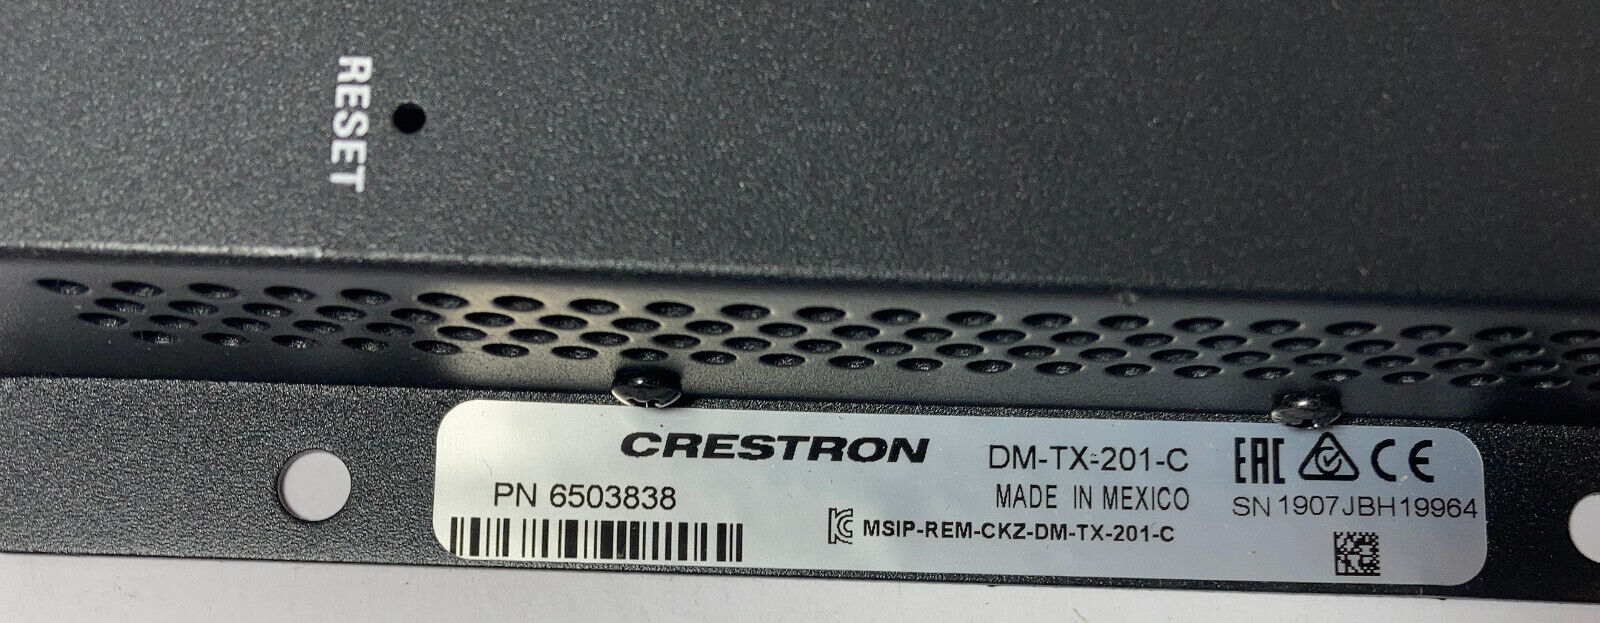 RESET
CRESTRON
DM-TX-201-C
EAC
CE
PN 6503838
MADE IN MEXICO
SN 1907JBH19964
KC MSIP-REM-CKZ-DM-TX-201-C